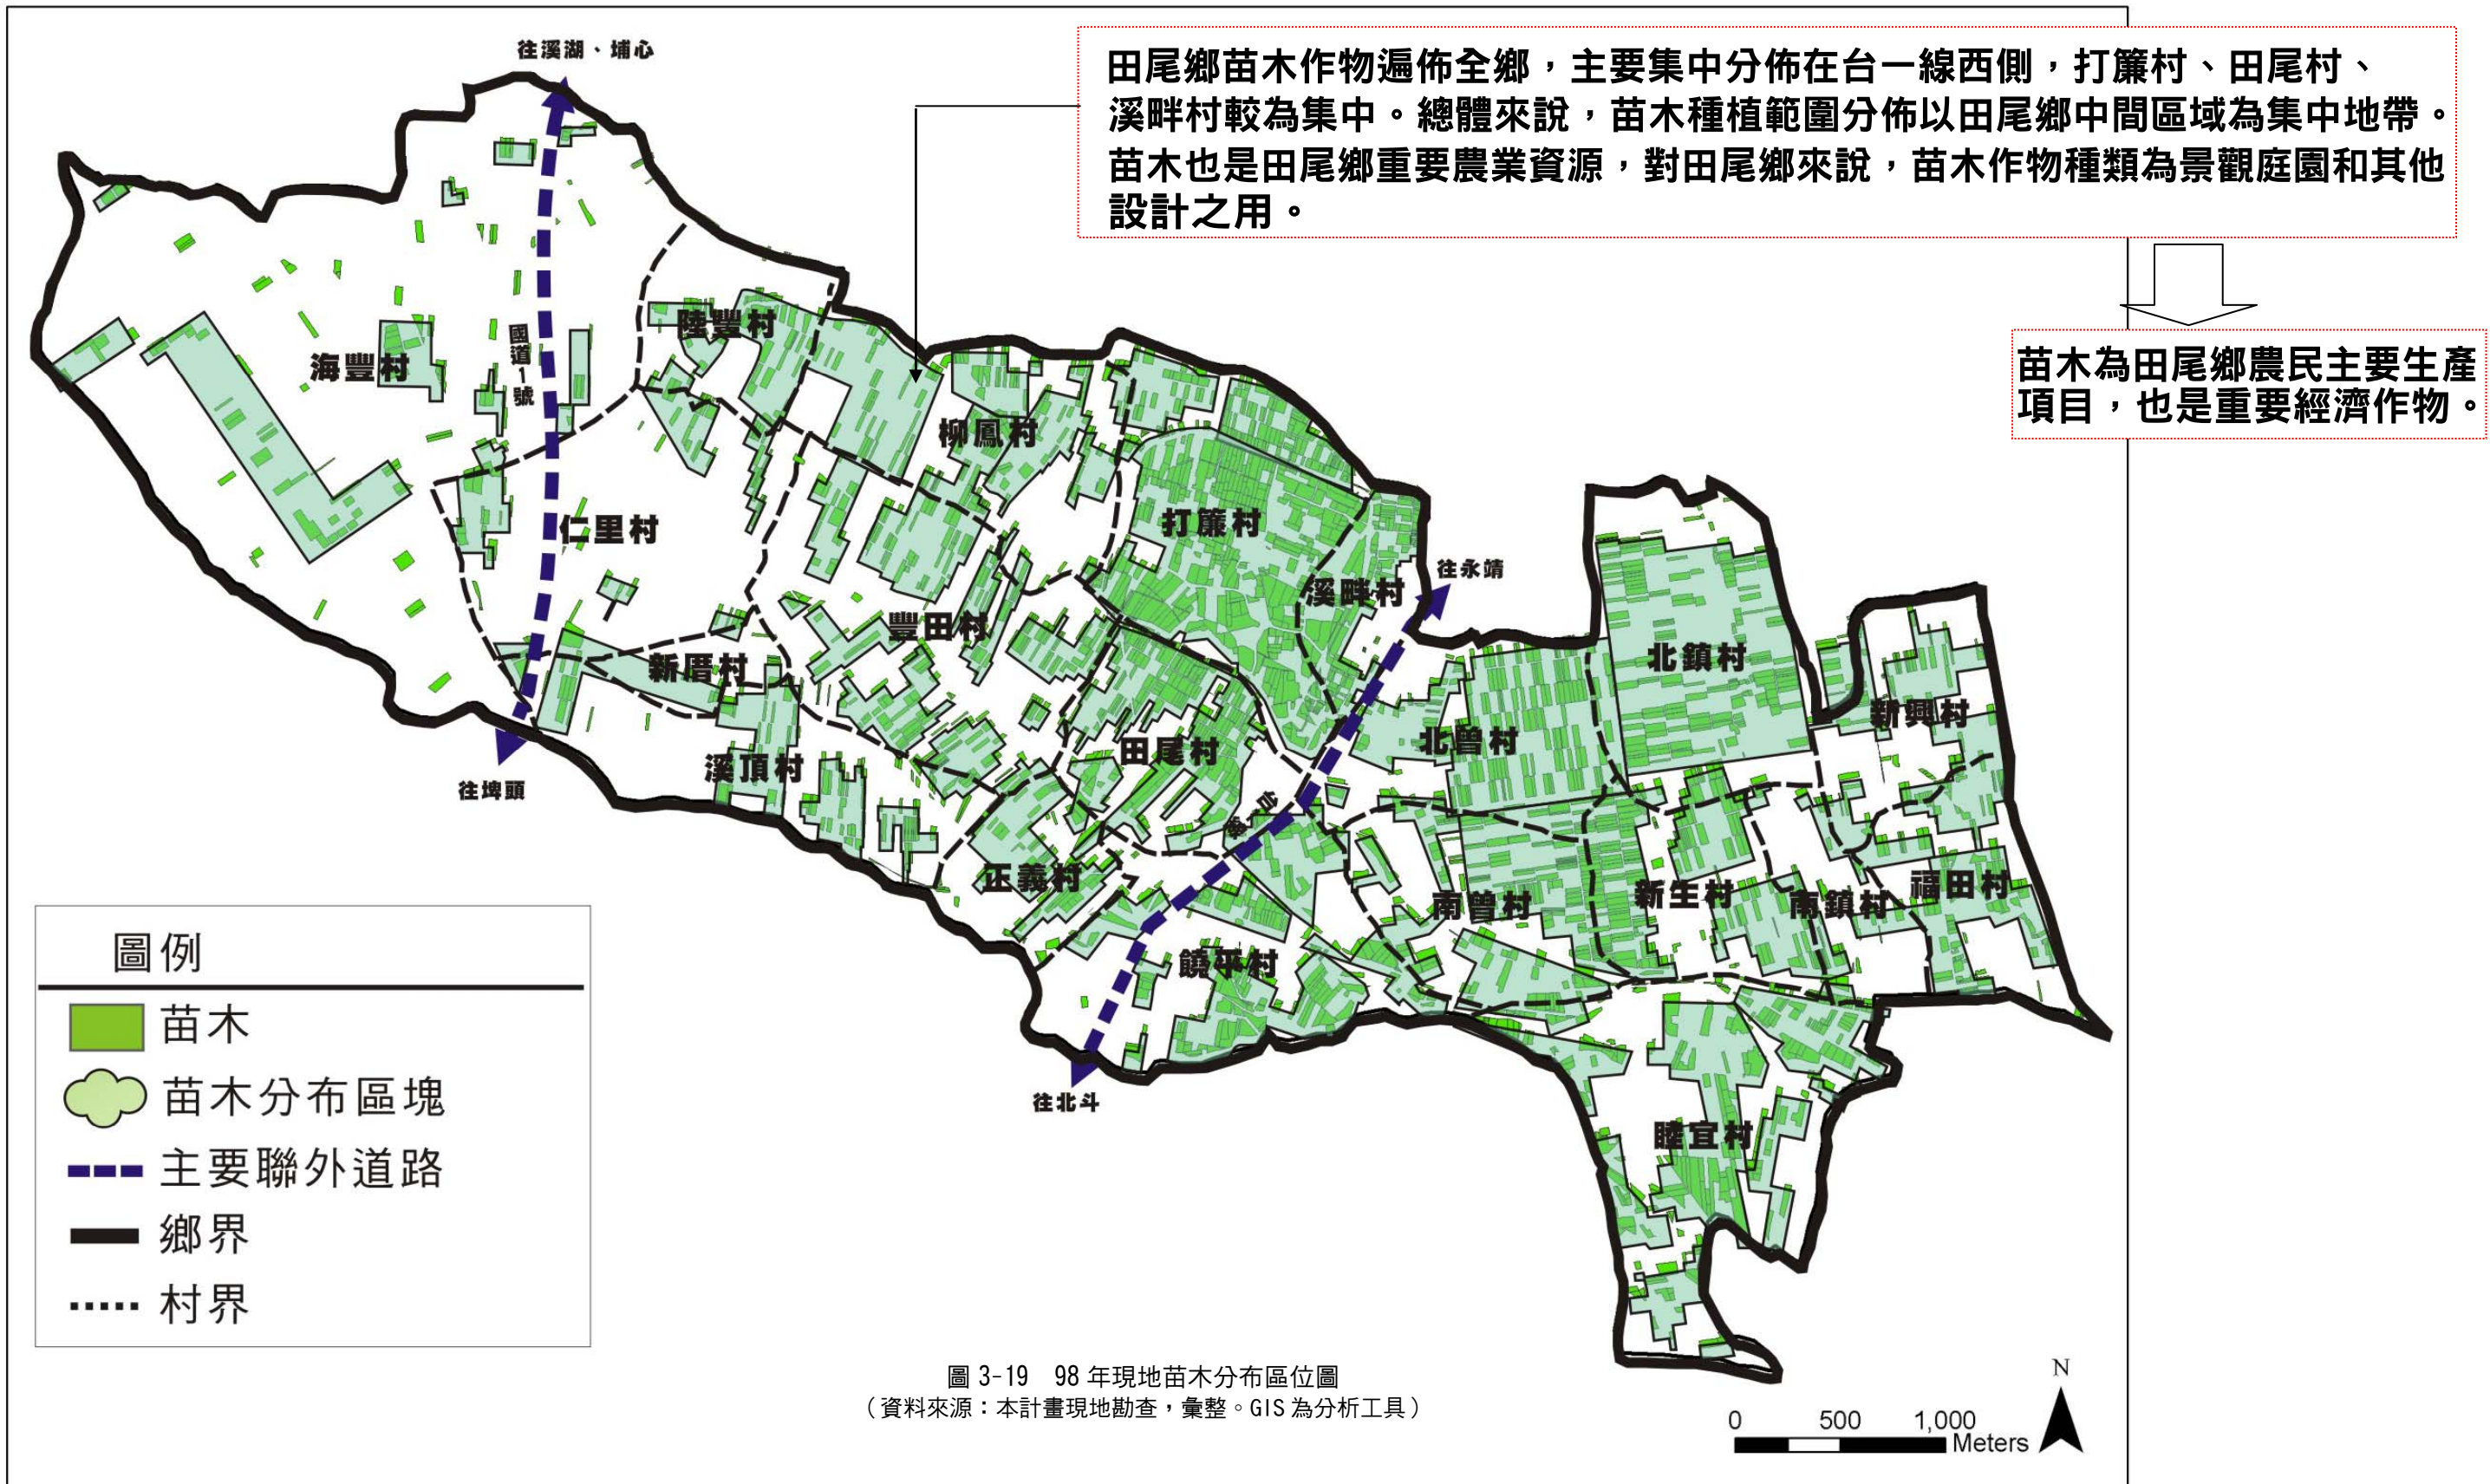 往溪湖、埔心
田尾鄉苗木作物遍佈全鄉，主要集中分佈在台一線西側，打簾村、田尾村、
溪畔村較為集中。總體來說，苗木種植範圍分佈以田尾鄉中間區域為集中地帶。
苗木也是田尾鄉重要農業資源，對田尾鄉來說，苗木作物種類為景觀庭園和其他
設計之用。
苗木為田尾鄉農民主要生產
項目，也是重要經濟作物。
陸豐村
海豐村
國道1號
柳鳳村
打簾村
仁里村
溪畔村
往永靖
豐田村
新厝村
北鎮村
新興村
田尾村
北曾村
溪頂村
往埤頭
台
正義村
南曾村
新生村
南鎮村
福田村
饒平村
往北斗
睦宜村
圖例
苗木
苗木分布區塊
主要聯外道路
鄉界
村界
圖 3-19 98 年現地苗木分布區位圖
（資料來源：本計畫現地勘查，彙整。GIS 為分析工具）
N
0 500 1,000
Meters